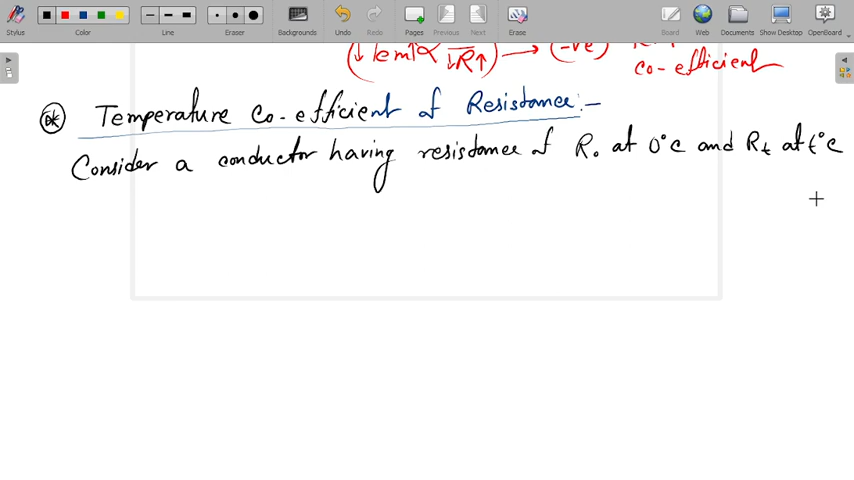 Stylus
Color
Line
Eraser
Backgrounds
Undo
Redo
Pages
Previous
Next
Erase
Board
Web
Documents
Show Desktop
OpenBoard
(-ve)
co-efficient
Temperature Co-efficient of Resistance:-
Consider a conductor having resistance of R₀ at 0°C and Rt at t°C